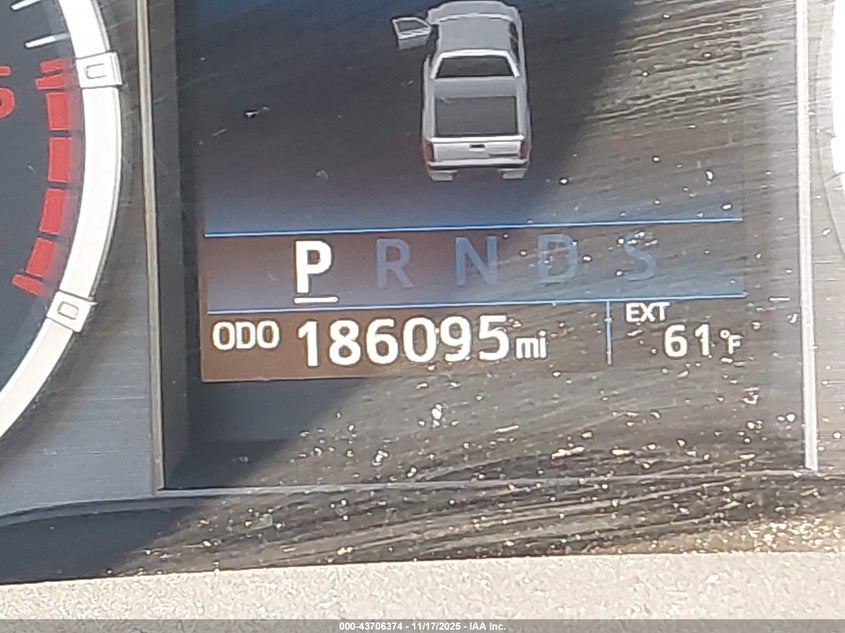 P R N D S
ODO 186095 mi
EXT
61°F
000-43706374 - 11/17/2025 - IAA Inc.